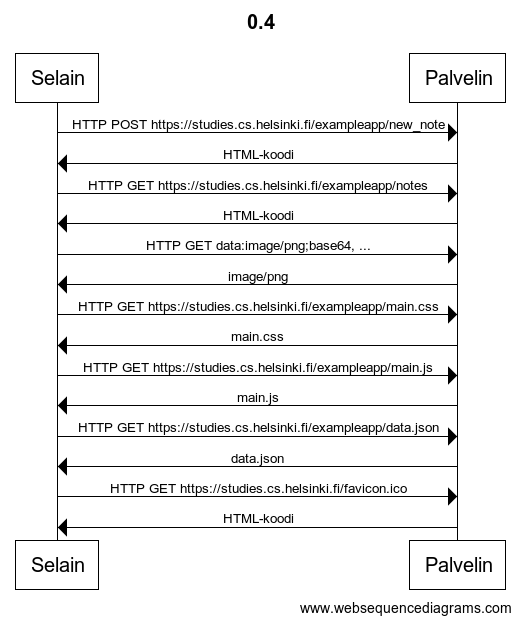 0.4
Selain Palvelin
HTTP POST https://studies.cs.helsinki.fi/exampleapp/new_note
HTML-koodi
HTTP GET https://studies.cs.helsinki.fi/exampleapp/notes
HTML-koodi
HTTP GET data:image/png;base64, ...
image/png
HTTP GET https://studies.cs.helsinki.fi/exampleapp/main.css
main.css
HTTP GET https://studies.cs.helsinki.fi/exampleapp/main.js
main.js
HTTP GET https://studies.cs.helsinki.fi/exampleapp/data.json
data.json
HTTP GET https://studies.cs.helsinki.fi/favicon.ico
HTML-koodi
Selain Palvelin
www.websequencediagrams.com